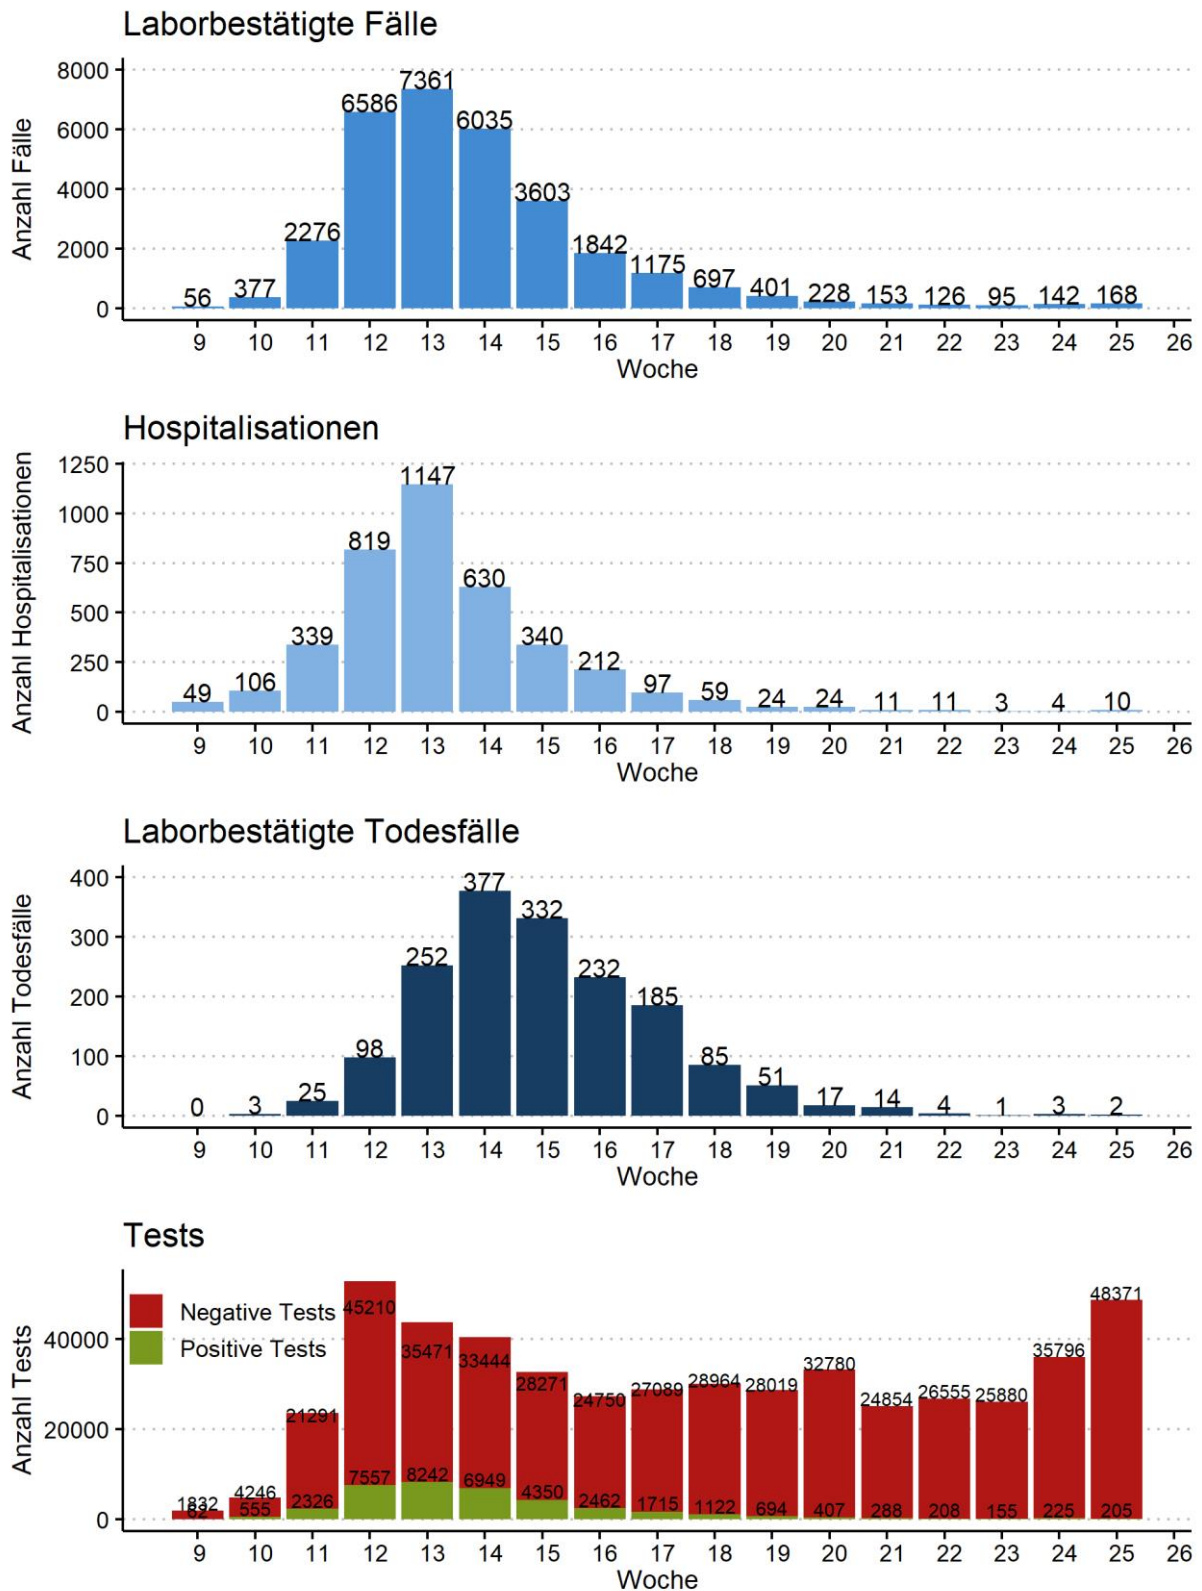 Laborbestätigte Fälle
Anzahl Fälle
8000
6000
4000
2000
0
56 377 2276 6586 7361 6035 3603 1842 1175 697 401 228 153 126 95 142 168
9 10 11 12 13 14 15 16 17 18 19 20 21 22 23 24 25 26
Woche
Hospitalisationen
Anzahl Hospitalisationen
1250
1000
750
500
250
0
49 106 339 819 1147 630 340 212 97 59 24 24 11 11 3 4 10
9 10 11 12 13 14 15 16 17 18 19 20 21 22 23 24 25 26
Woche
Laborbestätigte Todesfälle
Anzahl Todesfälle
400
300
200
100
0
0 3 25 98 252 377 332 232 185 85 51 17 14 4 1 3 2
9 10 11 12 13 14 15 16 17 18 19 20 21 22 23 24 25 26
Woche
Tests
Anzahl Tests
40000
20000
0
Negative Tests
Positive Tests
1832 4246 21291 45210 35471 33444 28271 24750 27089 28964 28019 32780 24854 26555 25880 35796 48371
62 555 2326 7557 8242 6949 4350 2462 1715 1122 694 407 288 208 155 225 205
9 10 11 12 13 14 15 16 17 18 19 20 21 22 23 24 25 26
Woche